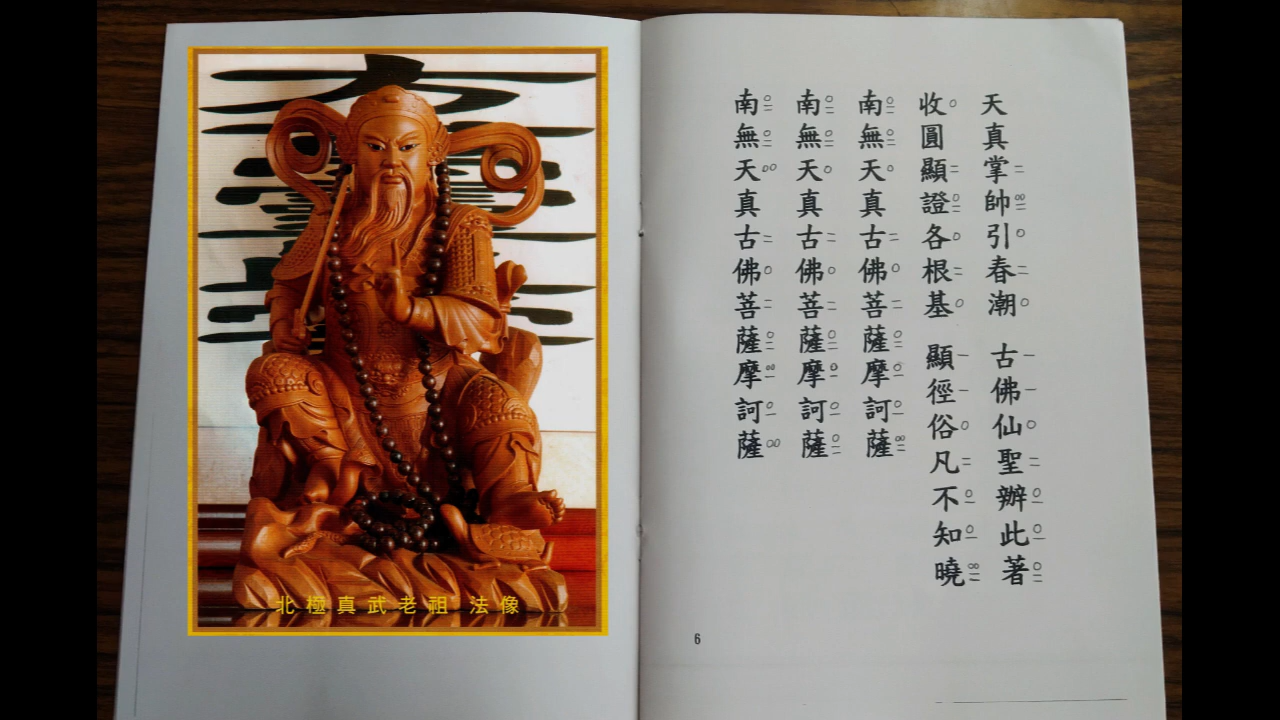 天真掌帥引春潮 古佛仙聖辦此著
收圓顯證各根基 顯徑俗凡不知曉
南無天真古佛菩薩摩訶薩
南無天真古佛菩薩摩訶薩
南無天真古佛菩薩摩訶薩
6
北極真武老祖 法像